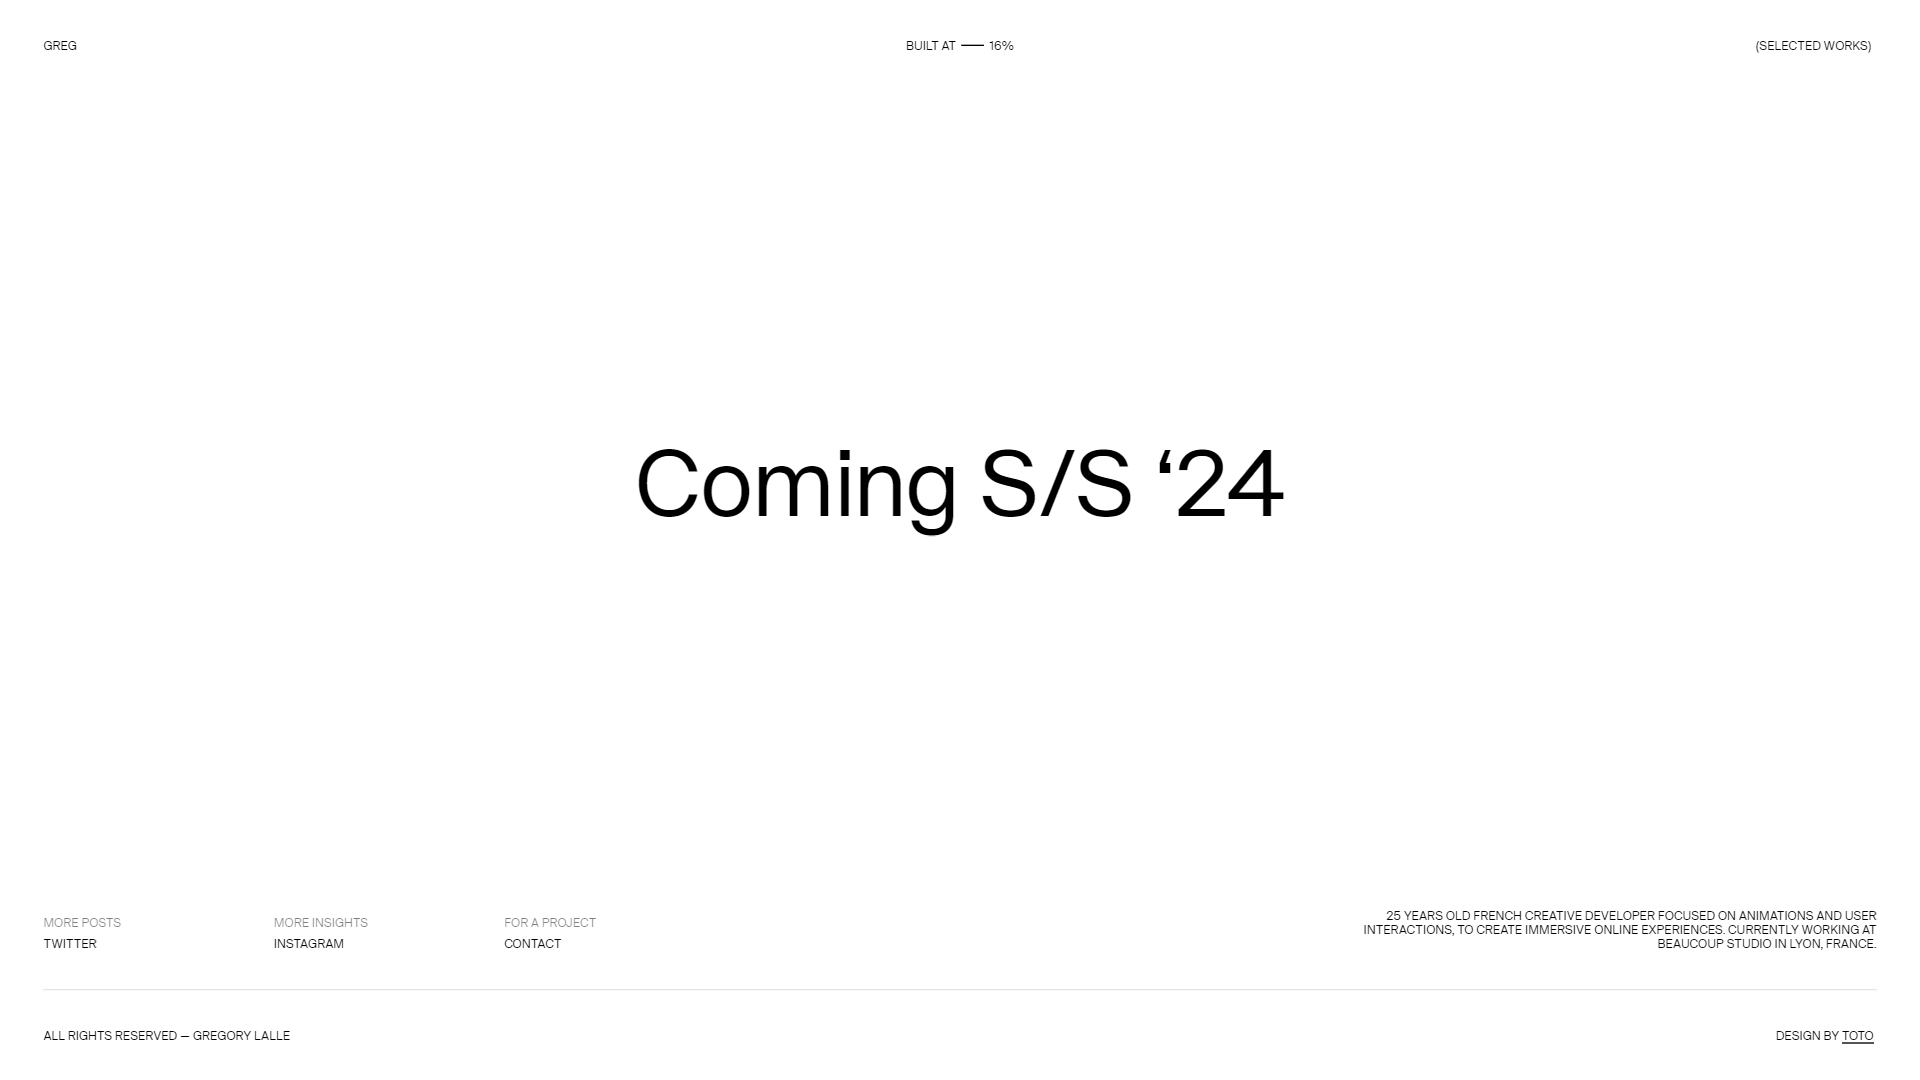 GREG
BUILT AT — 16%
(SELECTED WORKS)
Coming S/S ‘24
MORE POSTS
TWITTER
MORE INSIGHTS
INSTAGRAM
FOR A PROJECT
CONTACT
25 YEARS OLD FRENCH CREATIVE DEVELOPER FOCUSED ON ANIMATIONS AND USER
INTERACTIONS, TO CREATE IMMERSIVE ONLINE EXPERIENCES. CURRENTLY WORKING AT
BEAUCOUP STUDIO IN LYON, FRANCE.
ALL RIGHTS RESERVED — GREGORY LALLE
DESIGN BY TOTO